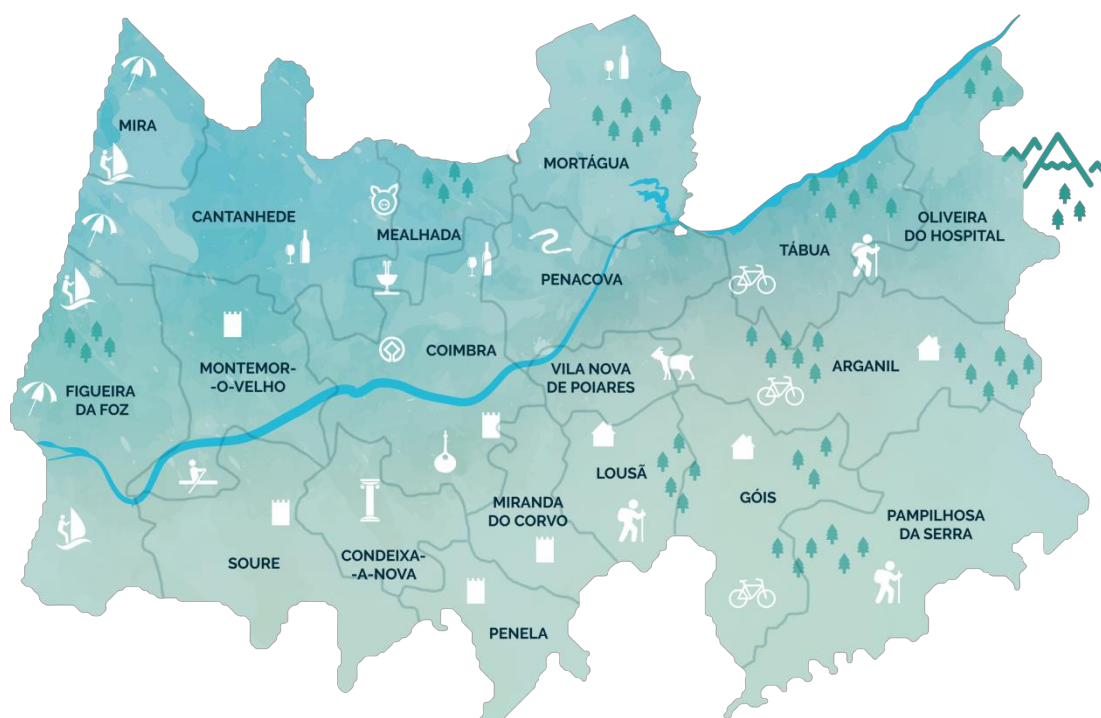 MIRA
MORTÁGUA
CANTANHEDE
MEALHADA
OLIVEIRA
DO HOSPITAL
TÁBUA
PENACOVA
COIMBRA
MONTEMOR-
-O-VELHO
VILA NOVA
DE POIARES
ARGANIL
FIGUEIRA
DA FOZ
LOUSÃ
GÓIS
MIRANDA
DO CORVO
PAMPILHOSA
DA SERRA
SOURE
CONDEIXA-
-A-NOVA
PENELA